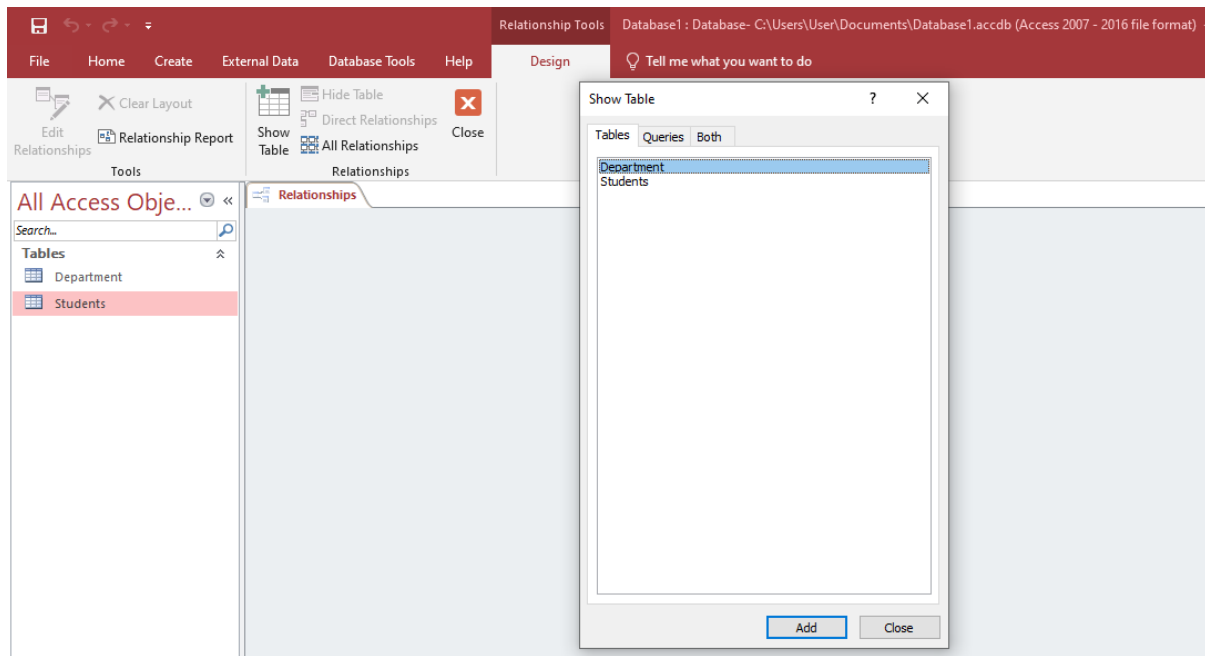 Relationship Tools
Database1 : Database- C:\Users\User\Documents\Database1.accdb (Access 2007 - 2016 file format) -
File Home Create External Data Database Tools Help Design Tell me what you want to do
Edit Relationships
Clear Layout
Relationship Report
Tools
Show Table
Hide Table
Direct Relationships
All Relationships
Relationships
Close
All Access Obje... «
Search...
Tables
Department
Students
Relationships
Show Table ?
Tables Queries Both
Department
Students
Add Close